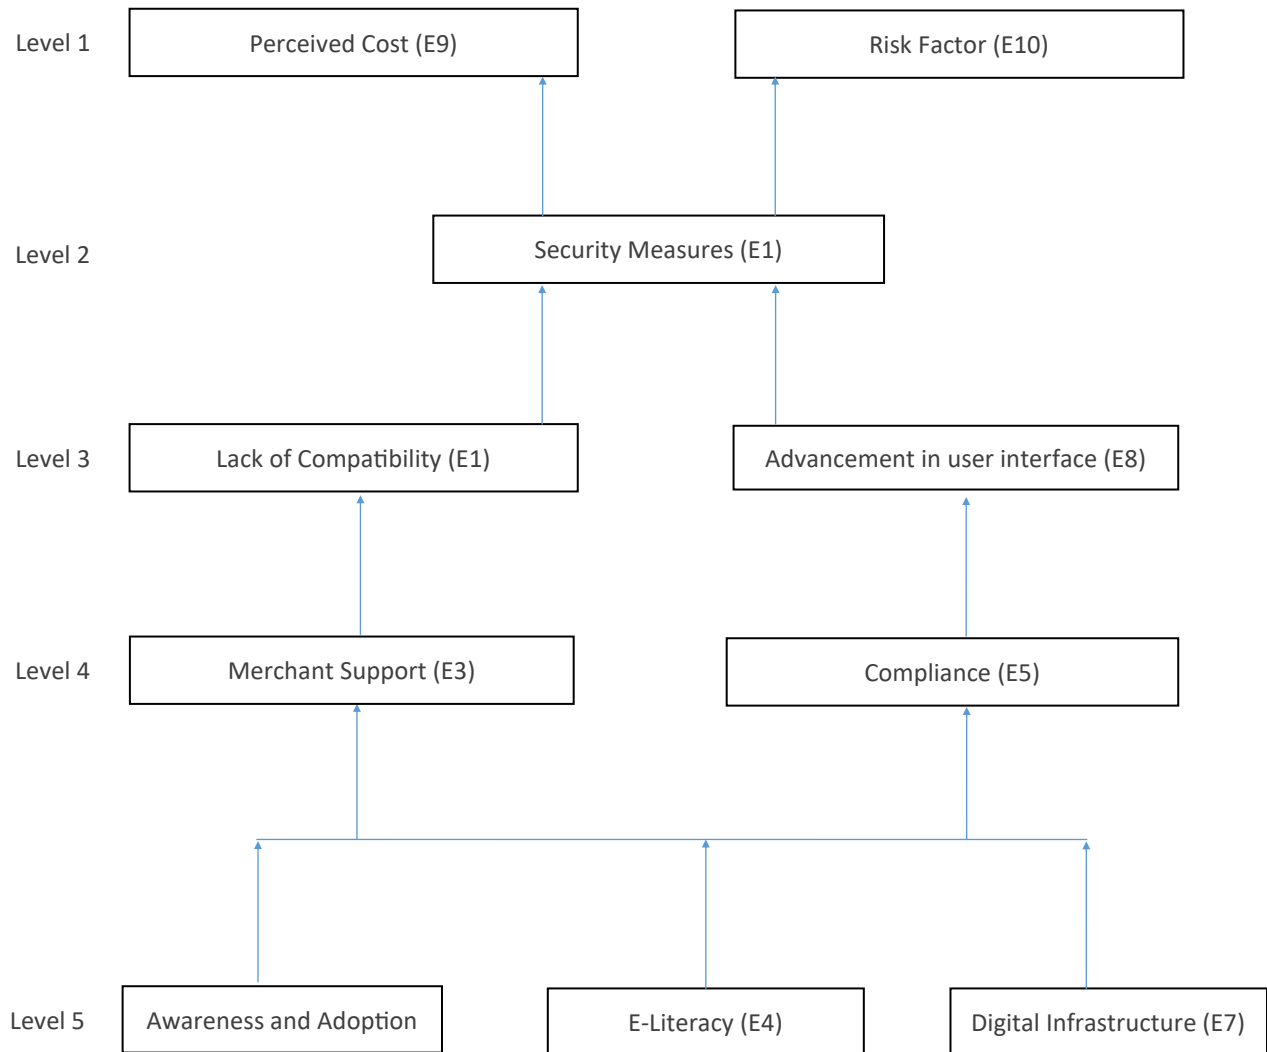 Level 1
Perceived Cost (E9)
Risk Factor (E10)
Level 2
Security Measures (E1)
Level 3
Lack of Compatibility (E1)
Advancement in user interface (E8)
Level 4
Merchant Support (E3)
Compliance (E5)
Level 5
Awareness and Adoption
E-Literacy (E4)
Digital Infrastructure (E7)